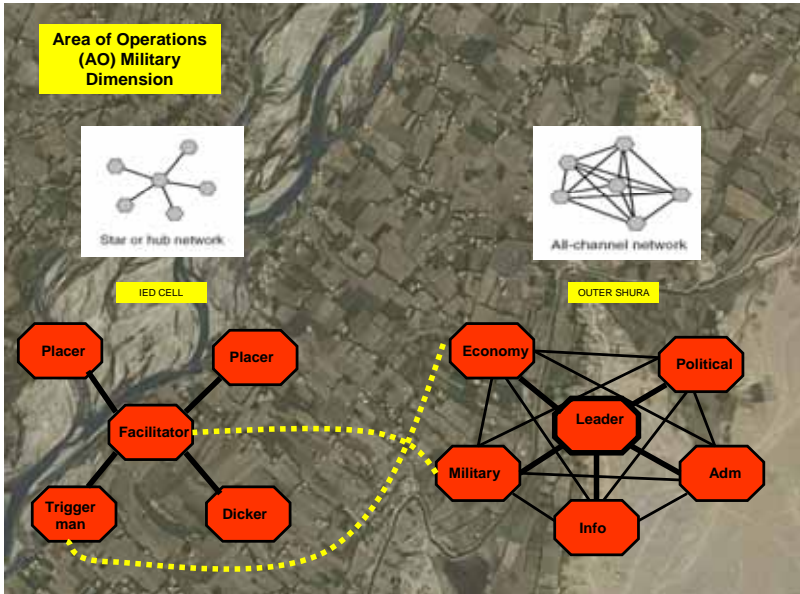 Area of Operations
(AO) Military
Dimension
Star or hub network
All-channel network
IED CELL
OUTER SHURA
Placer
Placer
Facilitator
Trigger
man
Dicker
Economy
Political
Leader
Military
Adm
Info